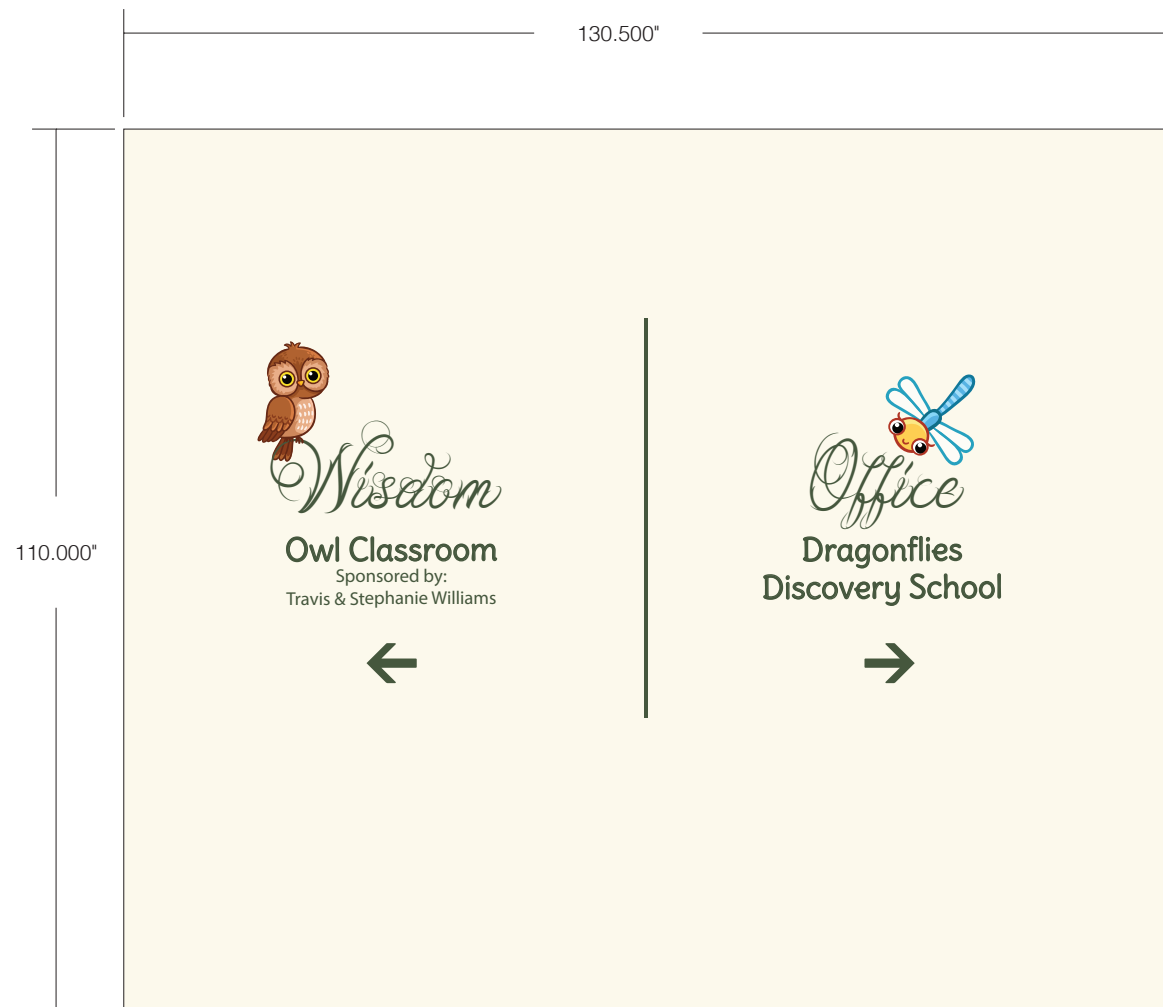 130.500"
110.000"
Wisdom
Owl Classroom
Sponsored by:
Travis & Stephanie Williams
Office
Dragonflies
Discovery School